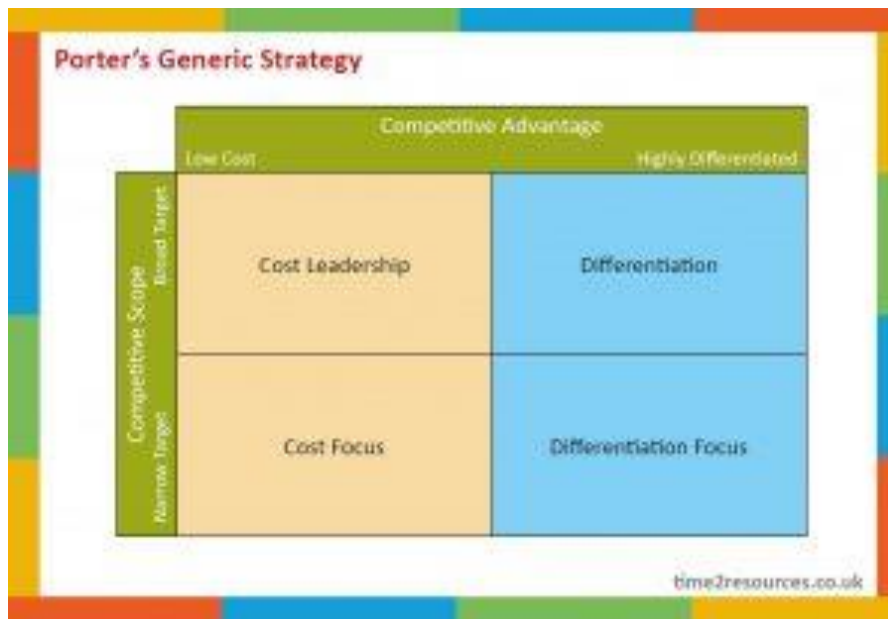 Porter's Generic Strategy
Competitive Advantage
Low Cost
Highly Differentiated
Competitive Scope
Broad Target
Narrow Target
Cost Leadership
Differentiation
Cost Focus
Differentiation Focus
time2resources.co.uk